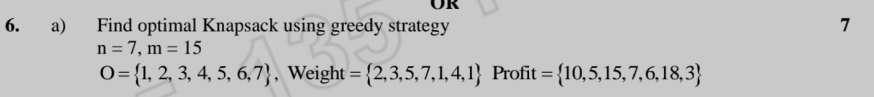 OR
6. a) Find optimal Knapsack using greedy strategy 7
n = 7, m = 15
O = {1, 2, 3, 4, 5, 6,7}, Weight = {2,3,5,7,1,4,1} Profit = {10,5,15,7,6,18,3}
135